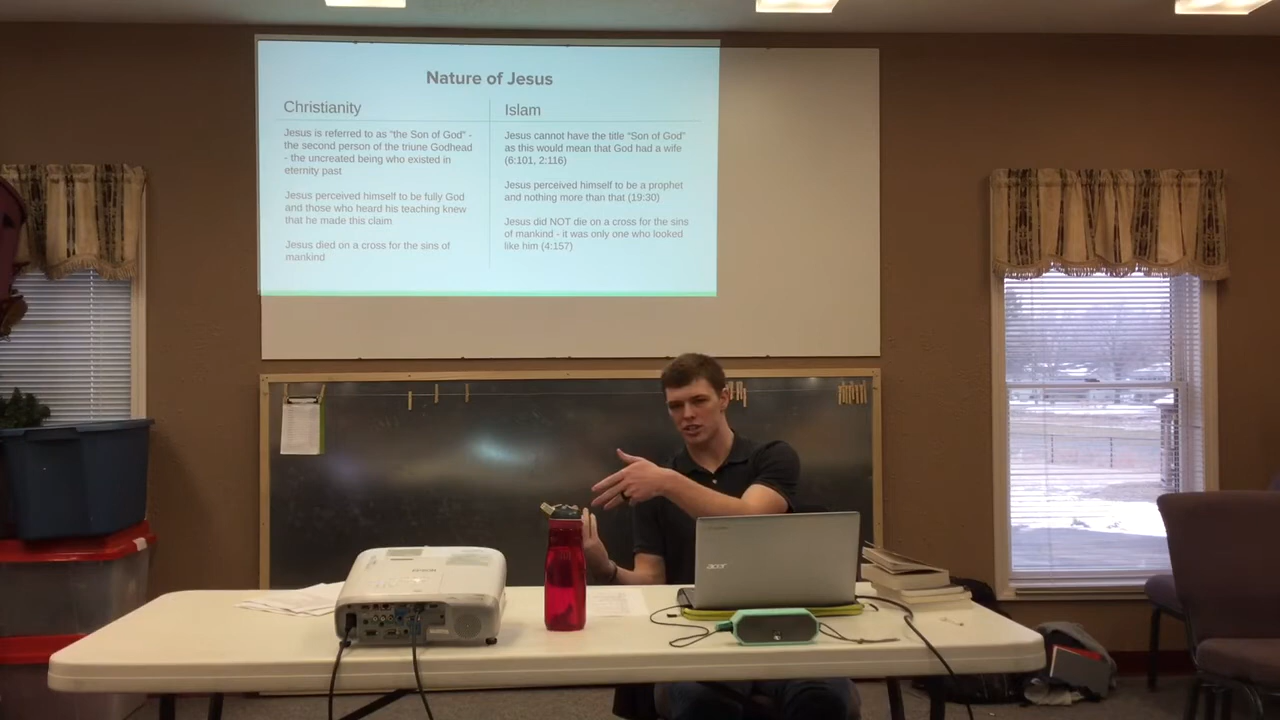 Nature of Jesus
Christianity
Jesus is referred to as "the Son of God" -
the second person of the triune Godhead
- the uncreated being who existed in
eternity past
Jesus perceived himself to be fully God
and those who heard his teaching knew
that he made this claim
Jesus died on a cross for the sins of
mankind
Islam
Jesus cannot have the title "Son of God"
as this would mean that God had a wife
(6:101, 2:116)
Jesus perceived himself to be a prophet
and nothing more than that (19:30)
Jesus did NOT die on a cross for the sins
of mankind - it was only one who looked
like him (4:157)
acer